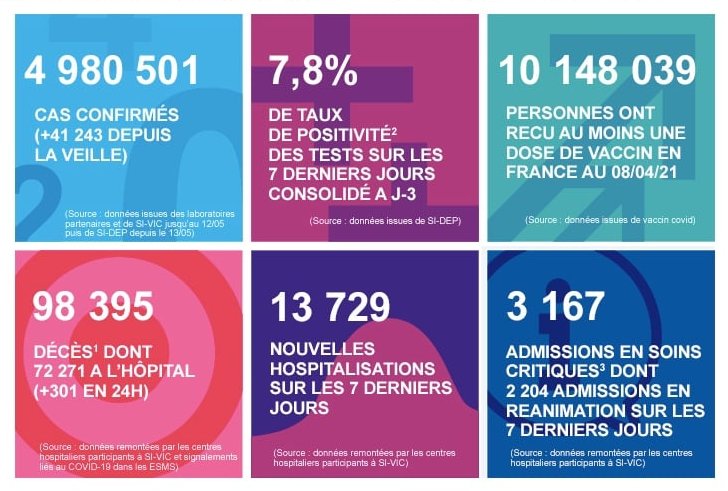 4 980 501
CAS CONFIRMÉS
(+41 243 DEPUIS
LA VEILLE)
(Source : données issues des laboratoires
partenaires et de SI-VIC jusqu'au 12/05
puis de SI-DEP depuis le 13/05)
7,8%
DE TAUX
DE POSITIVITÉ²
DES TESTS SUR LES
7 DERNIERS JOURS
CONSOLIDÉ A J-3
(Source : données issues de SI-DEP)
10 148 039
PERSONNES ONT
RECU AU MOINS UNE
DOSE DE VACCIN EN
FRANCE AU 08/04/21
(Source : données issues de vaccin covid)
98 395
DÉCÈS¹ DONT
72 271 A L'HÔPITAL
(+301 EN 24H)
(Source : données remontées par les centres
hospitaliers participants à SI-VIC et signalements
liés au COVID-19 dans les ESMS)
13 729
NOUVELLES
HOSPITALISATIONS
SUR LES 7 DERNIERS
JOURS
(Source : données remontées par les centres
hospitaliers participants à SI-VIC)
3 167
ADMISSIONS EN SOINS
CRITIQUES³ DONT
2 204 ADMISSIONS EN
REANIMATION SUR LES
7 DERNIERS JOURS
(Source : données remontées par les centres
hospitaliers participants à SI-VIC)